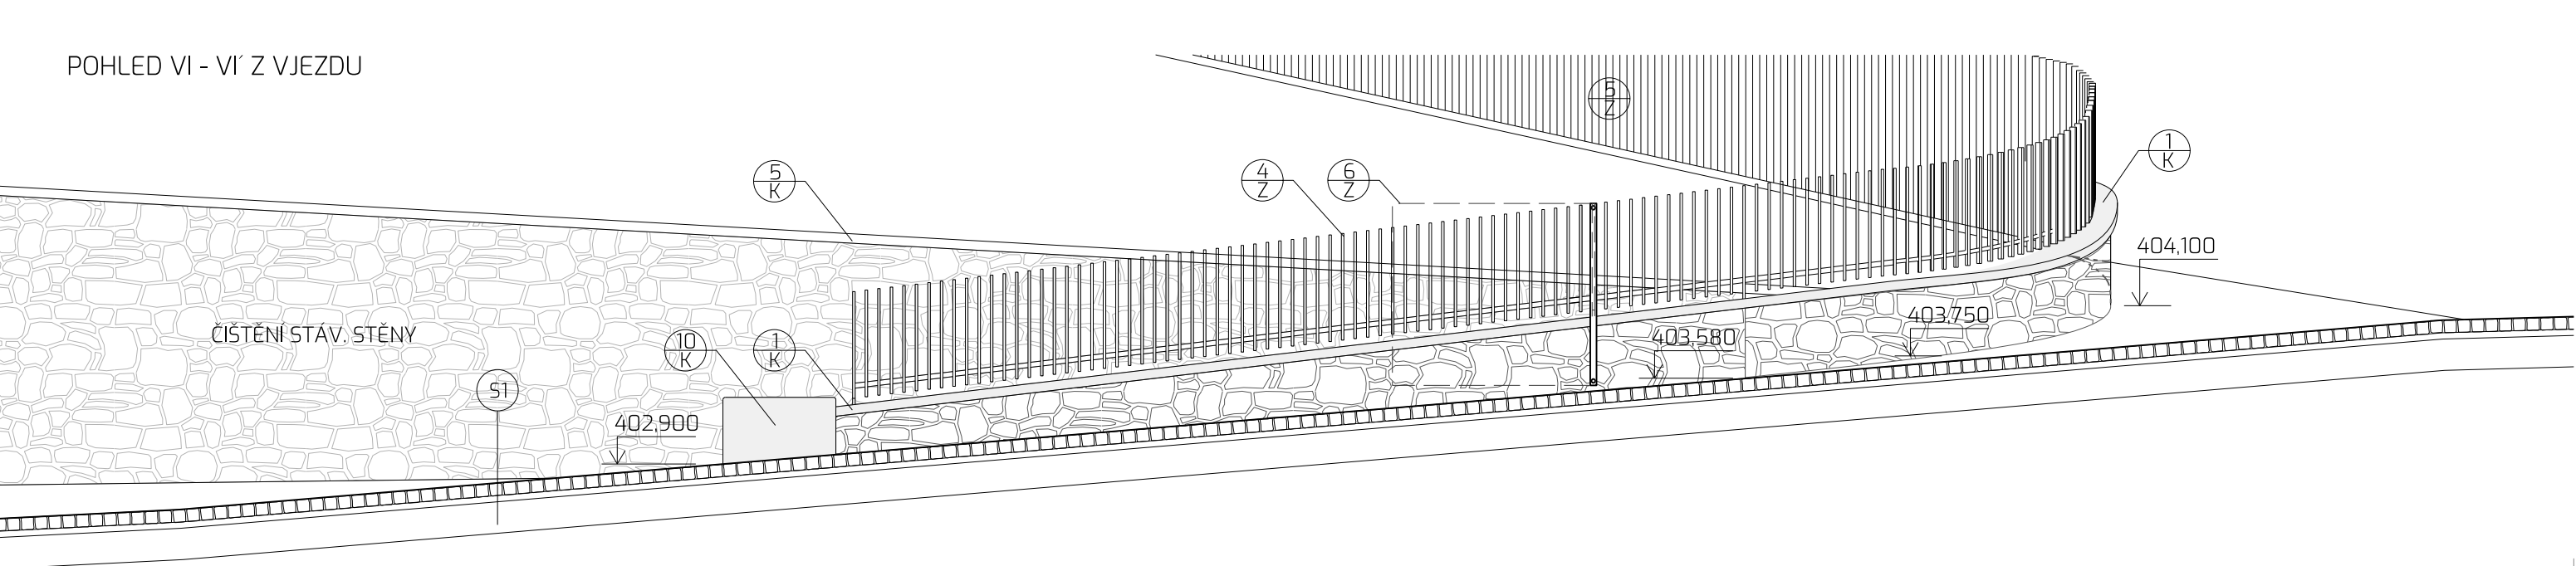 POHLED VI - VI´ Z VJEZDU
5
Z
1
K
5
K
4
Z
6
Z
404,100
403,750
ČIŠTĚNÍ STÁV. STĚNY
10
K
1
K
403,580
S1
402,900